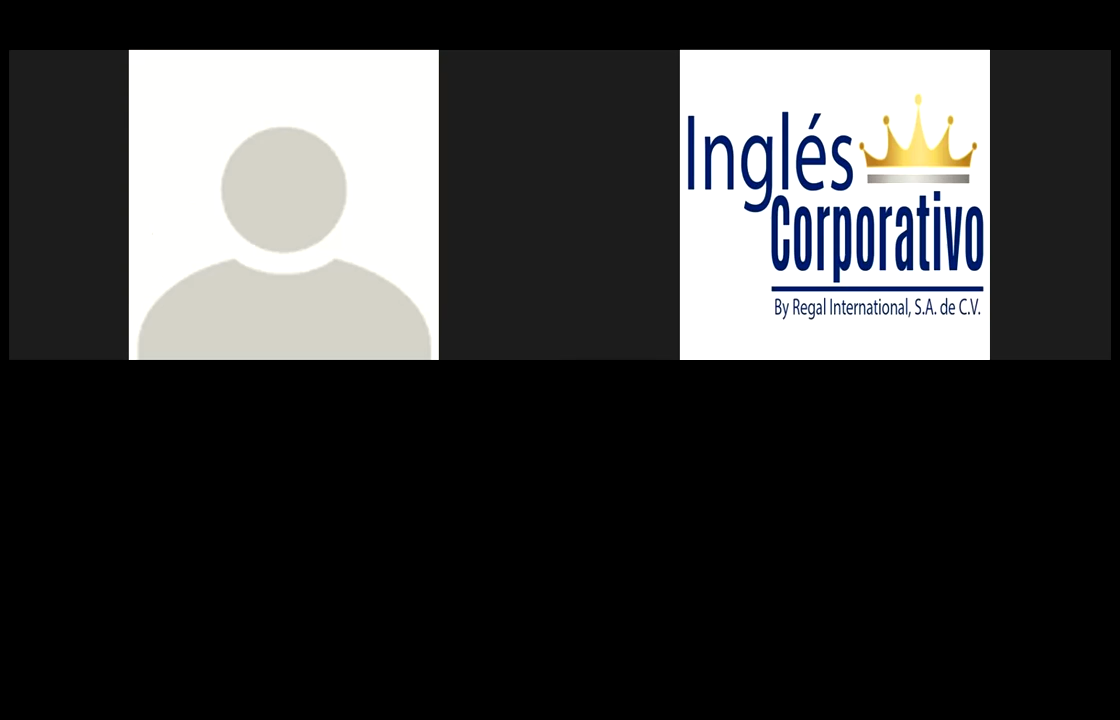 Inglés
Corporativo
By Regal International, S.A. de C.V.